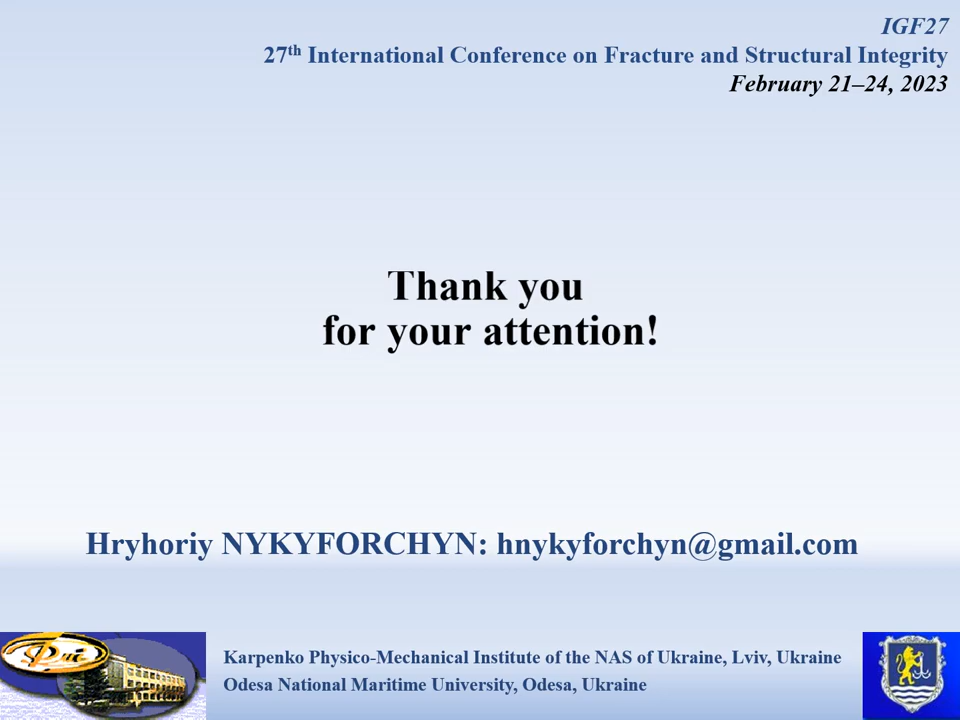 IGF27
27th International Conference on Fracture and Structural Integrity
February 21–24, 2023
Thank you
for your attention!
Hryhoriy NYKYFORCHYN: hnykyforchyn@gmail.com
Фмі
Karpenko Physico-Mechanical Institute of the NAS of Ukraine, Lviv, Ukraine
Odesa National Maritime University, Odesa, Ukraine